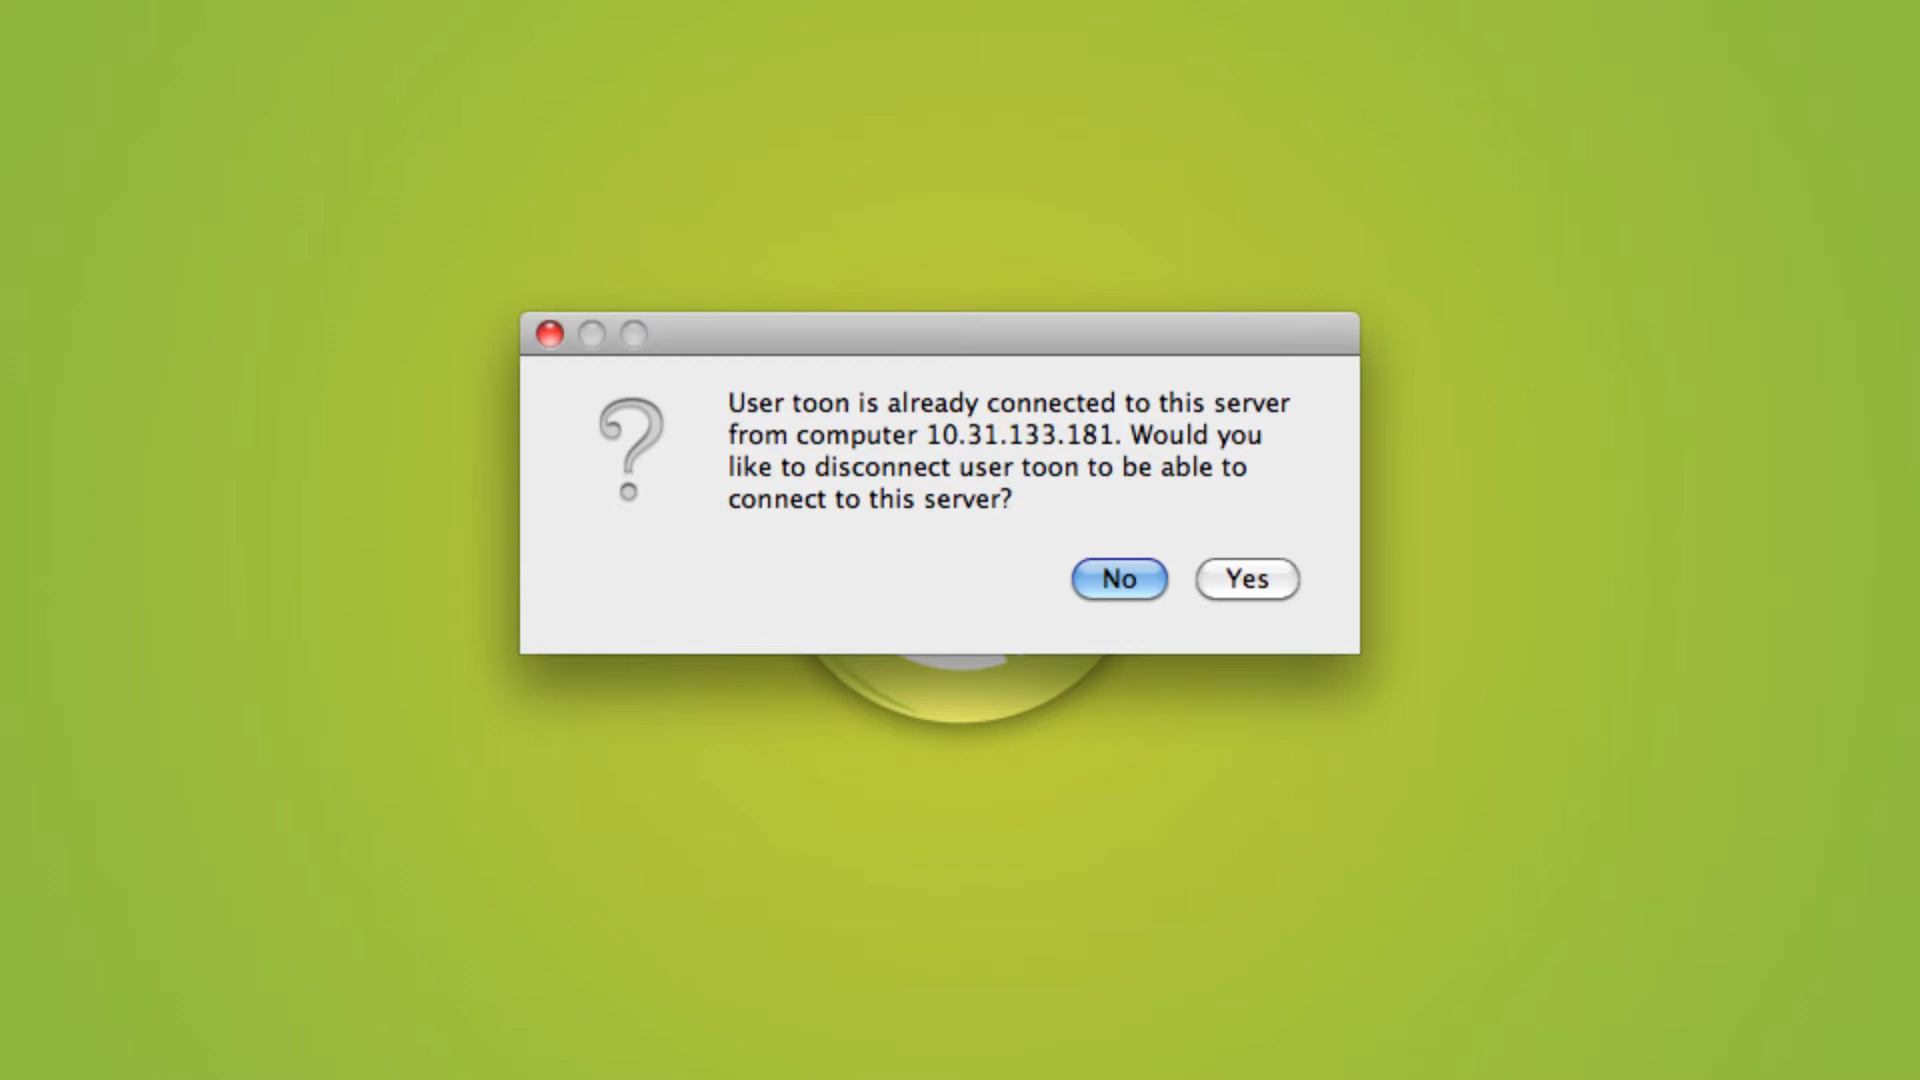 User toon is already connected to this server
from computer 10.31.133.181. Would you
like to disconnect user toon to be able to
connect to this server?
No Yes